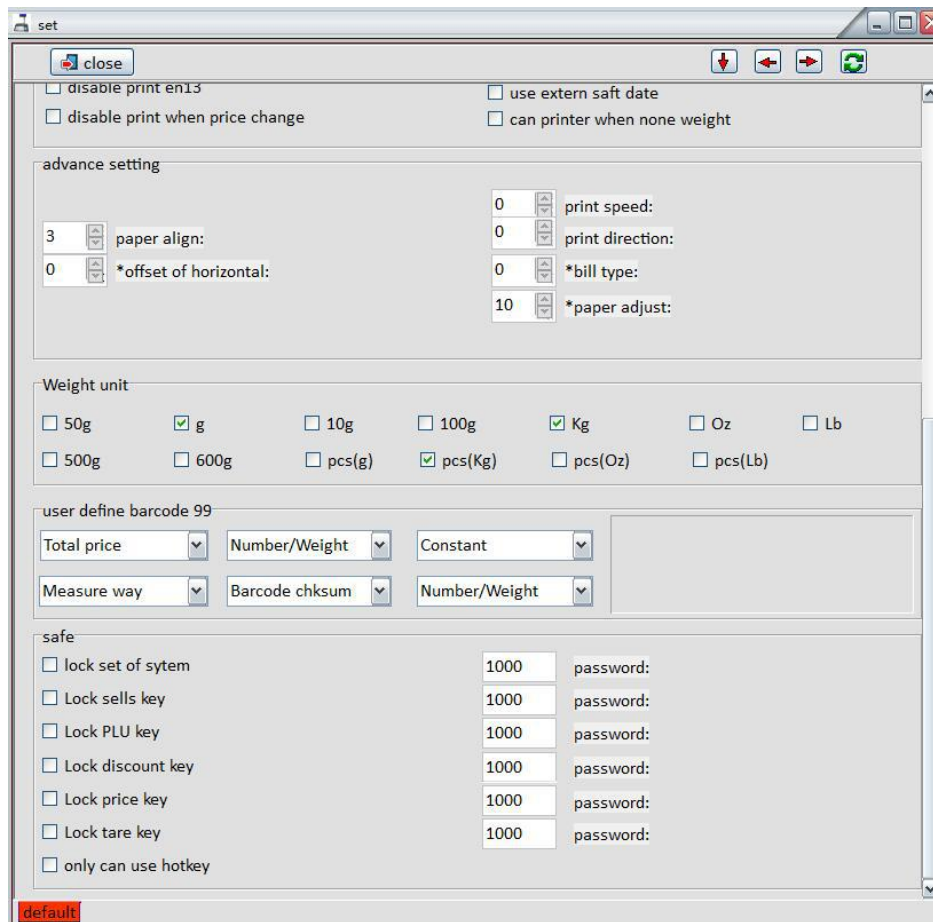 set
close
disable print en13
use extern saft date
disable print when price change
can printer when none weight
advance setting
0 print speed:
3 paper align:
0 print direction:
0 *offset of horizontal:
0 *bill type:
10 *paper adjust:
Weight unit
50g g 10g 100g Kg Oz Lb
500g 600g pcs(g) pcs(Kg) pcs(Oz) pcs(Lb)
user define barcode 99
Total price Number/Weight Constant
Measure way Barcode chksum Number/Weight
safe
lock set of sytem 1000 password:
Lock sells key 1000 password:
Lock PLU key 1000 password:
Lock discount key 1000 password:
Lock price key 1000 password:
Lock tare key 1000 password:
only can use hotkey
default